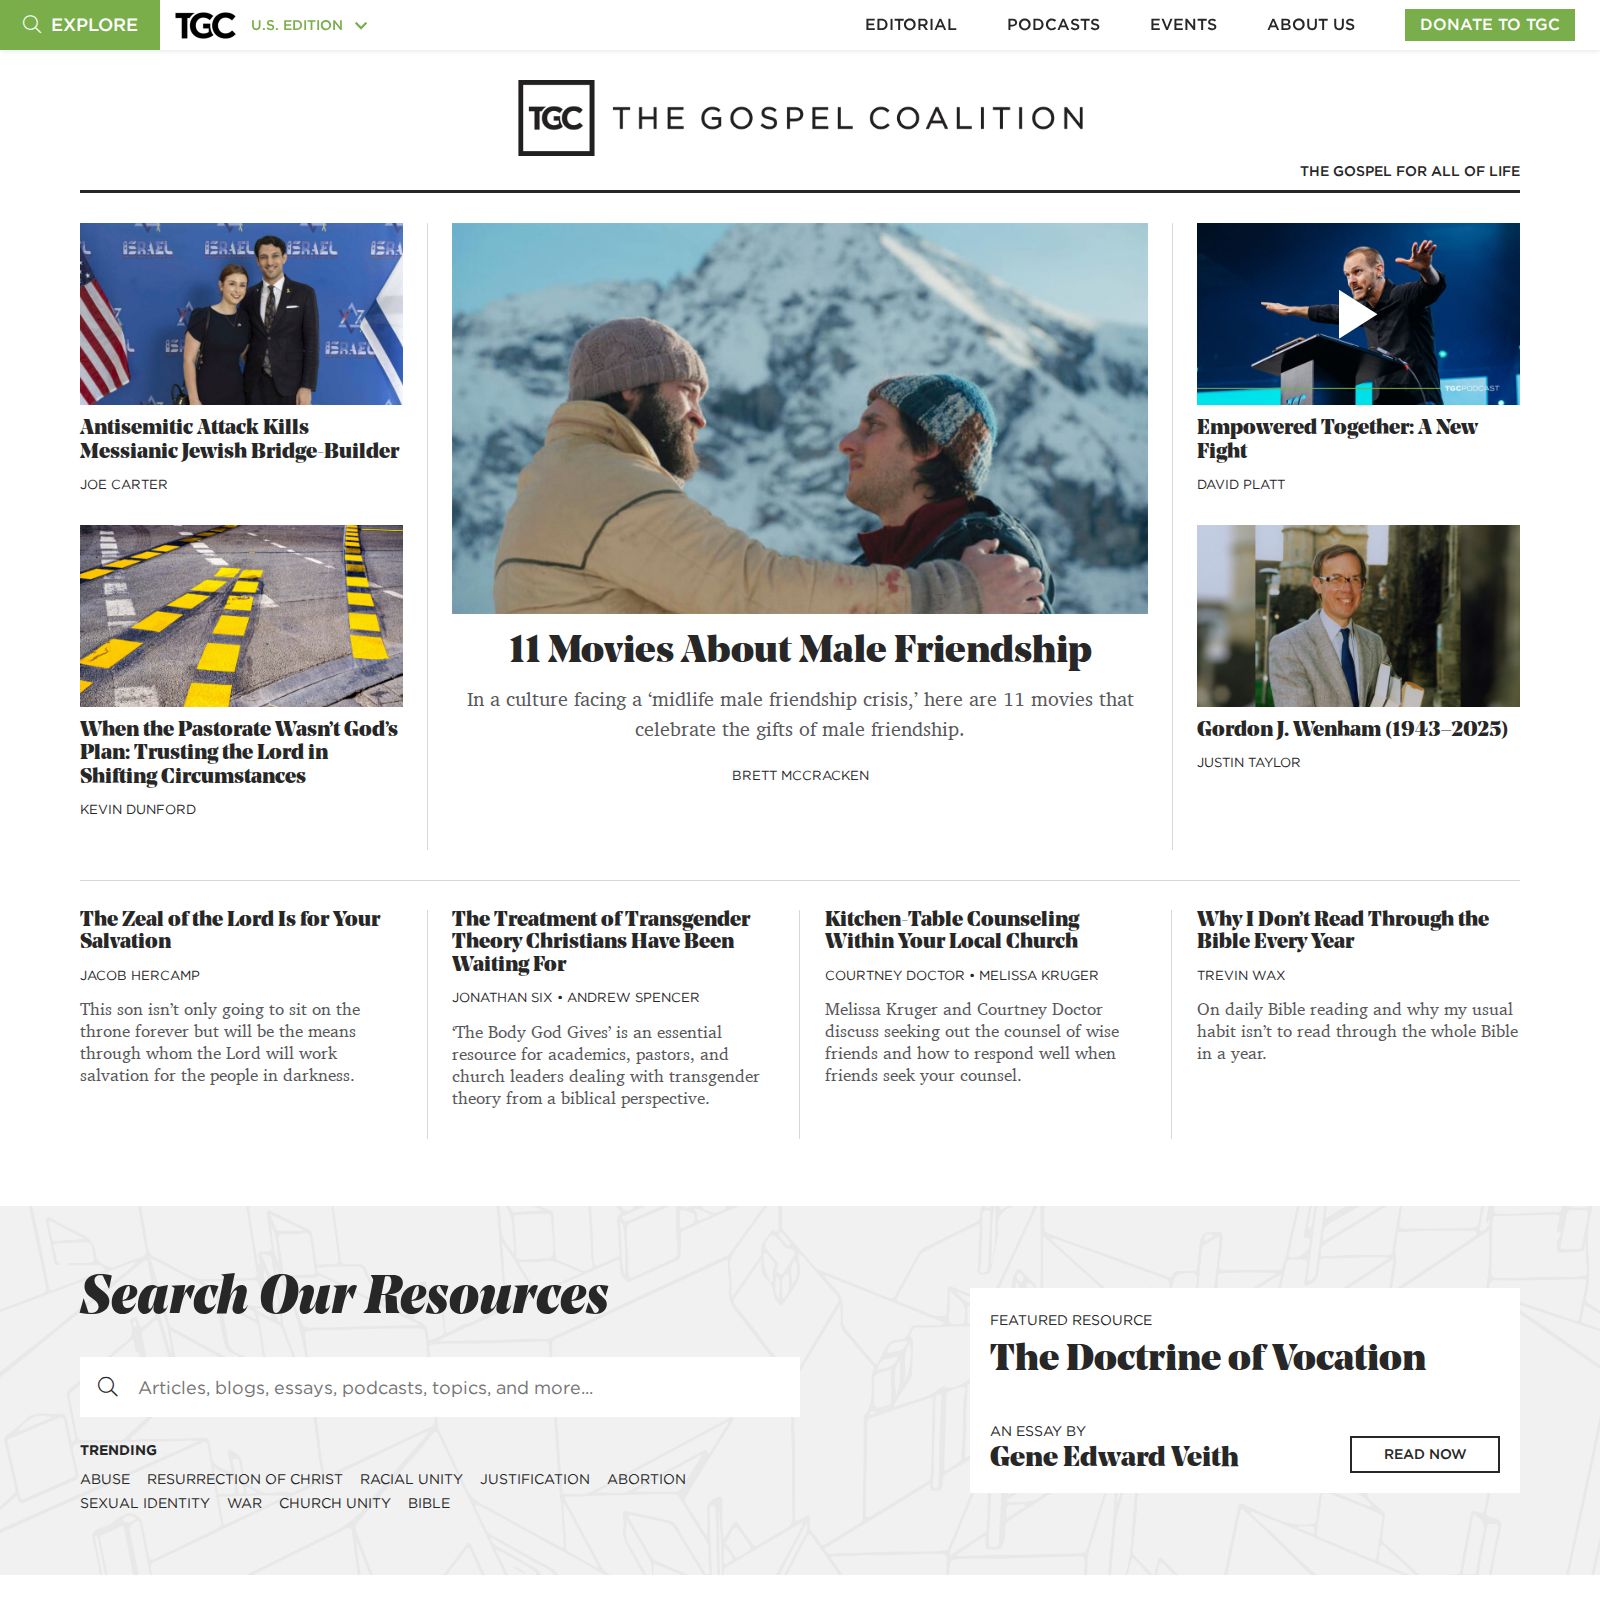 EXPLORE
TGC
U.S. EDITION
EDITORIAL
PODCASTS
EVENTS
ABOUT US
DONATE TO TGC
TGC
THE GOSPEL COALITION
THE GOSPEL FOR ALL OF LIFE
ISRAEL ISRAEL ISRAEL ISRA
ISRAEL
ISRAEL
Antisemitic Attack Kills
Messianic Jewish Bridge-Builder
JOE CARTER
When the Pastorate Wasn’t God’s
Plan: Trusting the Lord in
Shifting Circumstances
KEVIN DUNFORD
11 Movies About Male Friendship
In a culture facing a ‘midlife male friendship crisis,’ here are 11 movies that
celebrate the gifts of male friendship.
BRETT MCCRACKEN
TGCPODCAST
Empowered Together: A New
Fight
DAVID PLATT
Gordon J. Wenham (1943–2025)
JUSTIN TAYLOR
The Zeal of the Lord Is for Your
Salvation
JACOB HERCAMP
This son isn’t only going to sit on the
throne forever but will be the means
through whom the Lord will work
salvation for the people in darkness.
The Treatment of Transgender
Theory Christians Have Been
Waiting For
JONATHAN SIX • ANDREW SPENCER
‘The Body God Gives’ is an essential
resource for academics, pastors, and
church leaders dealing with transgender
theory from a biblical perspective.
Kitchen-Table Counseling
Within Your Local Church
COURTNEY DOCTOR • MELISSA KRUGER
Melissa Kruger and Courtney Doctor
discuss seeking out the counsel of wise
friends and how to respond well when
friends seek your counsel.
Why I Don’t Read Through the
Bible Every Year
TREVIN WAX
On daily Bible reading and why my usual
habit isn’t to read through the whole Bible
in a year.
Search Our Resources
Articles, blogs, essays, podcasts, topics, and more...
TRENDING
ABUSE RESURRECTION OF CHRIST RACIAL UNITY JUSTIFICATION ABORTION
SEXUAL IDENTITY WAR CHURCH UNITY BIBLE
FEATURED RESOURCE
The Doctrine of Vocation
AN ESSAY BY
Gene Edward Veith
READ NOW